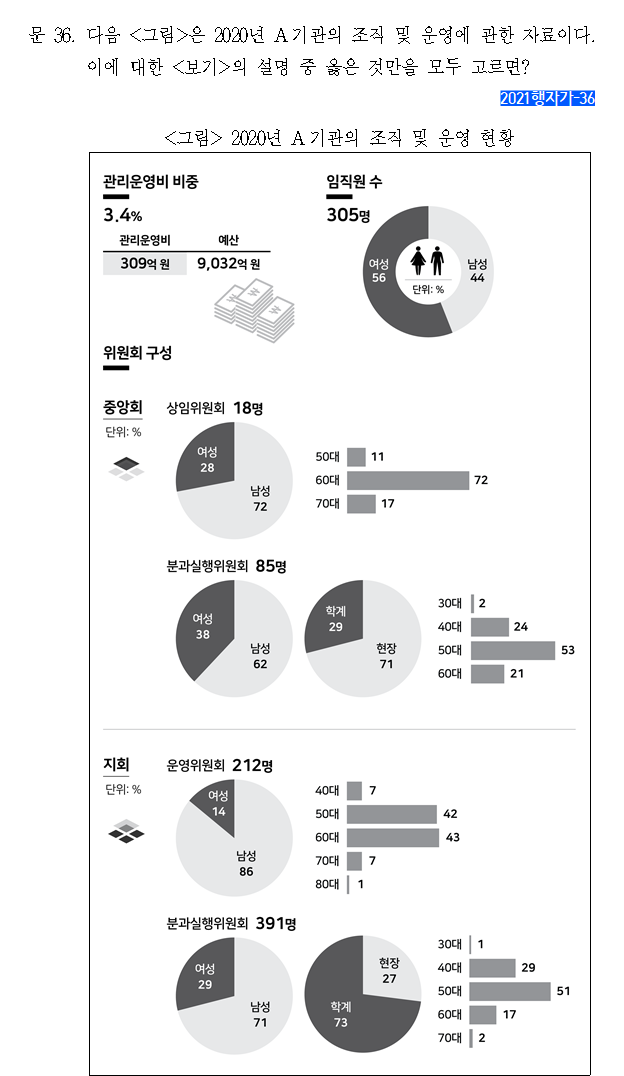 문 36. 다음 <그림>은 2020년 A기관의 조직 및 운영에 관한 자료이다.
이에 대한 <보기>의 설명 중 옳은 것만을 모두 고르면?
2021행자가-36
<그림> 2020년 A기관의 조직 및 운영 현황
관리운영비 비중
3.4%
관리운영비 예산
309억 원 9,032억 원
임직원 수
305명
여성
56
남성
44
단위: %
위원회 구성
중앙회
단위: %
상임위원회 18명
여성
28
남성
72
50대 11
60대 72
70대 17
분과실행위원회 85명
여성
38
남성
62
학계
29
현장
71
30대 2
40대 24
50대 53
60대 21
지회
단위: %
운영위원회 212명
여성
14
남성
86
40대 7
50대 42
60대 43
70대 7
80대 1
분과실행위원회 391명
여성
29
남성
71
현장
27
학계
73
30대 1
40대 29
50대 51
60대 17
70대 2